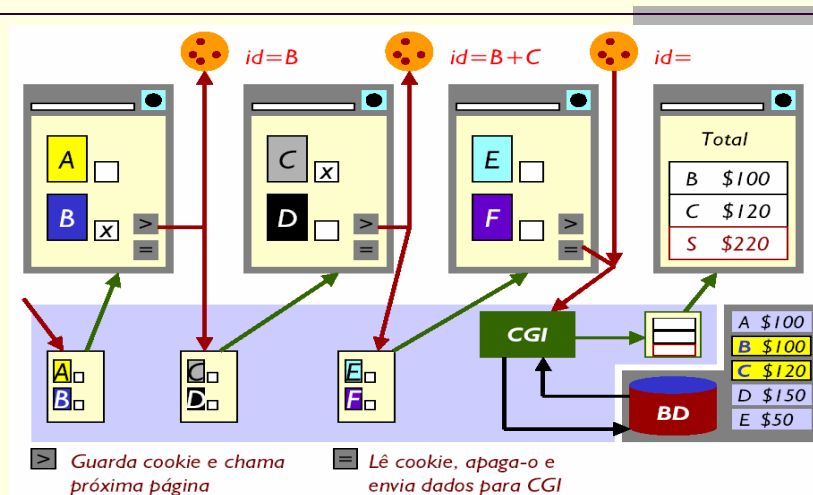 id=B
id=B+C
id=
A
B x >
=
C x
D >
=
E
F >
=
Total
B $100
C $120
S $220
A
B
C
D
E
F
CGI
BD
A $100
B $100
C $120
D $150
E $50
> Guarda cookie e chama
próxima página
= Lê cookie, apaga-o e
envia dados para CGI